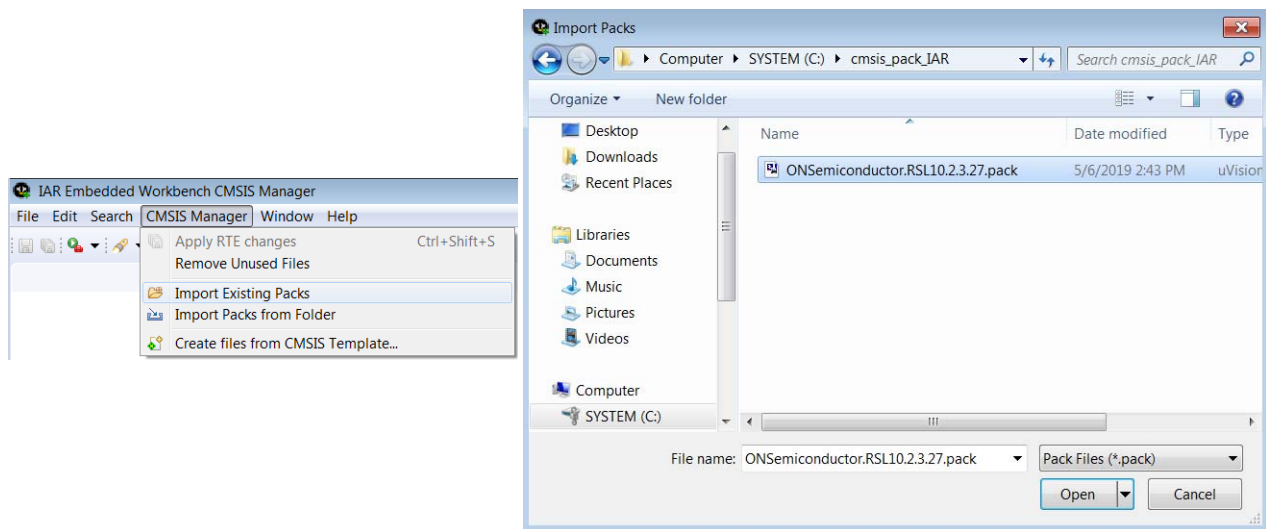 IAR Embedded Workbench CMSIS Manager
File Edit Search CMSIS Manager Window Help
Apply RTE changes Ctrl+Shift+S
Remove Unused Files
Import Existing Packs
Import Packs from Folder
Create files from CMSIS Template...
Import Packs
Computer SYSTEM (C:) cmsis_pack_IAR Search cmsis_pack_IAR
Organize New folder
Desktop
Downloads
Recent Places
Libraries
Documents
Music
Pictures
Videos
Computer
SYSTEM (C:)
Name Date modified Type
ONSemiconductor.RSL10.2.3.27.pack 5/6/2019 2:43 PM uVision
File name: ONSemiconductor.RSL10.2.3.27.pack Pack Files (*.pack)
Open Cancel